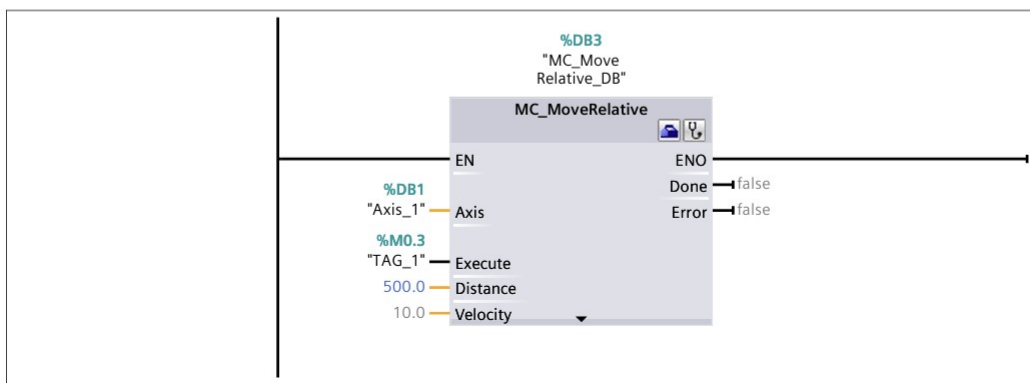 %DB3
"MC_Move
Relative_DB"
MC_MoveRelative
EN
ENO
Done
false
%DB1
"Axis_1"
Axis
Error
false
%M0.3
"TAG_1"
Execute
500.0
Distance
10.0
Velocity